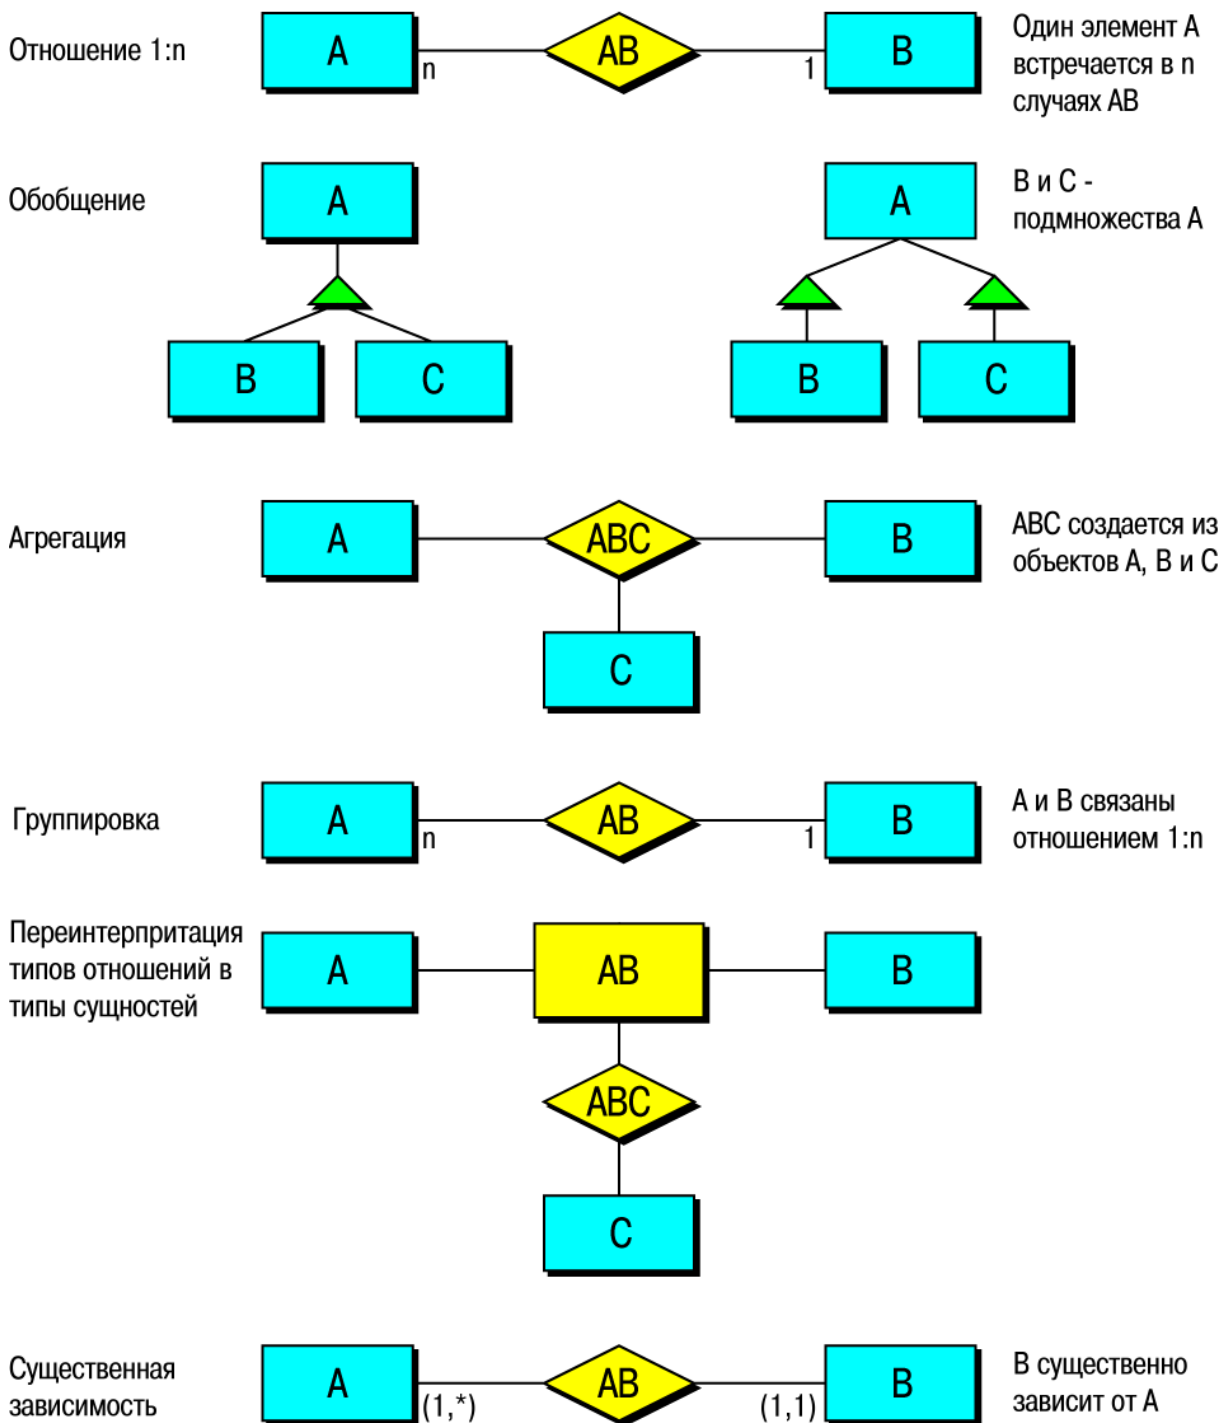 Отношение 1:n
A
n
AB
1
B
Один элемент A
встречается в n
случаях AB
Обобщение
A
B
C
A
B
C
B и C -
подмножества A
Агрегация
A
ABC
B
C
ABC создается из
объектов A, B и C
Группировка
A
n
AB
1
B
A и B связаны
отношением 1:n
Переинтерпритация
типов отношений в
типы сущностей
A
AB
B
ABC
C
Существенная
зависимость
A
(1,*)
AB
(1,1)
B
B существенно
зависит от A